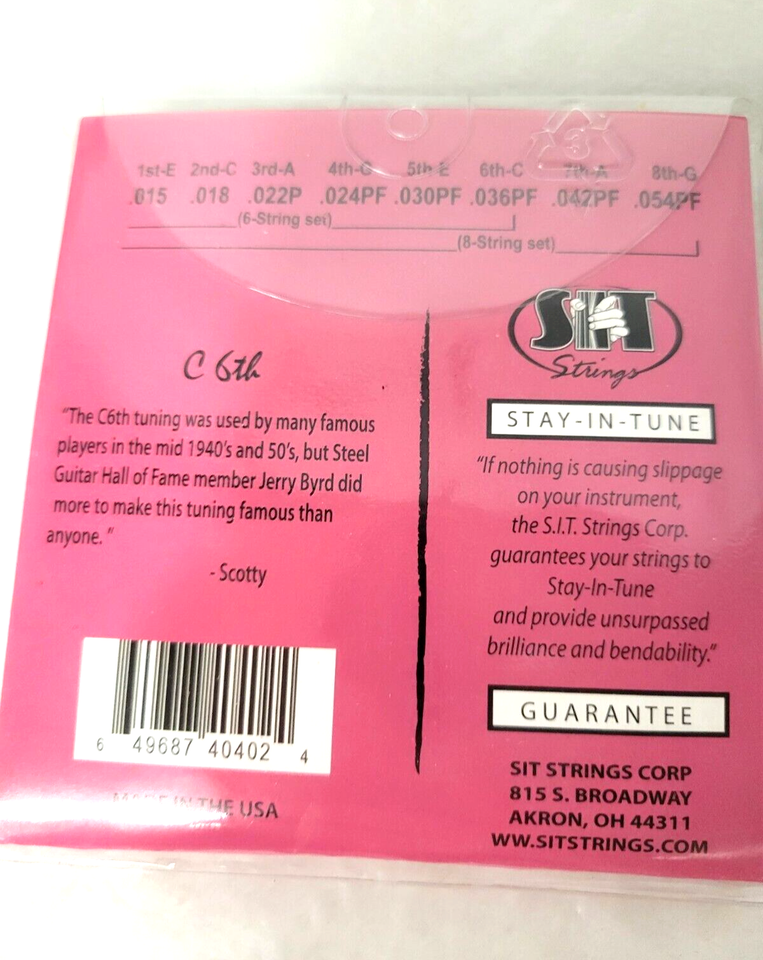 1st-E 2nd-C 3rd-A 4th-G 5th-E 6th-C 7th-A 8th-G
.015 .018 .022P .024PF .030PF .036PF .042PF .054PF
(6-String set)
(8-String set)
3
C 6th
"The C6th tuning was used by many famous
players in the mid 1940's and 50's, but Steel
Guitar Hall of Fame member Jerry Byrd did
more to make this tuning famous than
anyone. "
- Scotty
6 49687 40402 4
MADE IN THE USA
SIT
Strings
STAY-IN-TUNE
"If nothing is causing slippage
on your instrument,
the S.I.T. Strings Corp.
guarantees your strings to
Stay-In-Tune
and provide unsurpassed
brilliance and bendability."
GUARANTEE
SIT STRINGS CORP
815 S. BROADWAY
AKRON, OH 44311
WW.SITSTRINGS.COM